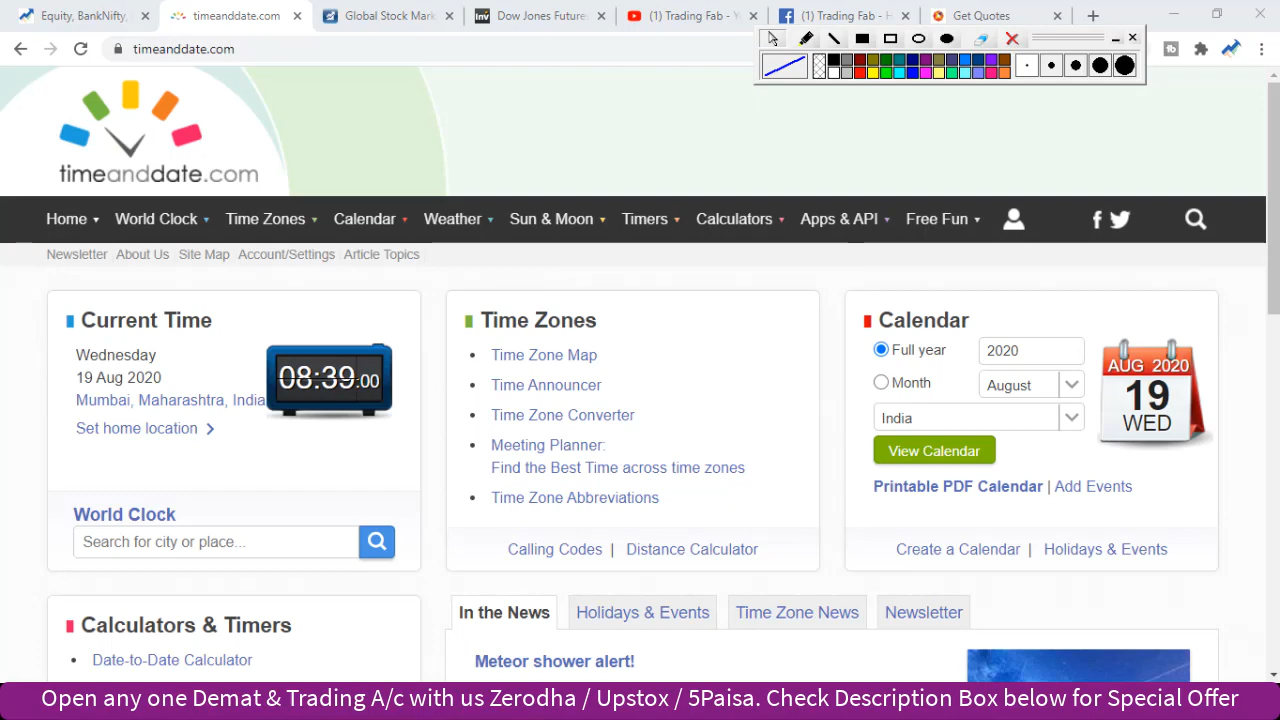 Equity, BankNifty,
timeanddate.com
Global Stock Mark
Dow Jones Future
(1) Trading Fab - Y
(1) Trading Fab - H
Get Quotes
timeanddate.com
timeanddate.com
Home World Clock Time Zones Calendar Weather Sun & Moon Timers Calculators Apps & API Free Fun
Newsletter About Us Site Map Account/Settings Article Topics
Current Time
Wednesday
19 Aug 2020
Mumbai, Maharashtra, India
Set home location
08:39:00
World Clock
Search for city or place...
Time Zones
Time Zone Map
Time Announcer
Time Zone Converter
Meeting Planner:
Find the Best Time across time zones
Time Zone Abbreviations
Calling Codes | Distance Calculator
Calendar
Full year 2020
Month August
India
View Calendar
AUG 2020
19
WED
Printable PDF Calendar | Add Events
Create a Calendar | Holidays & Events
Calculators & Timers
Date-to-Date Calculator
In the News Holidays & Events Time Zone News Newsletter
Meteor shower alert!
Open any one Demat & Trading A/c with us Zerodha / Upstox / 5Paisa. Check Description Box below for Special Offer